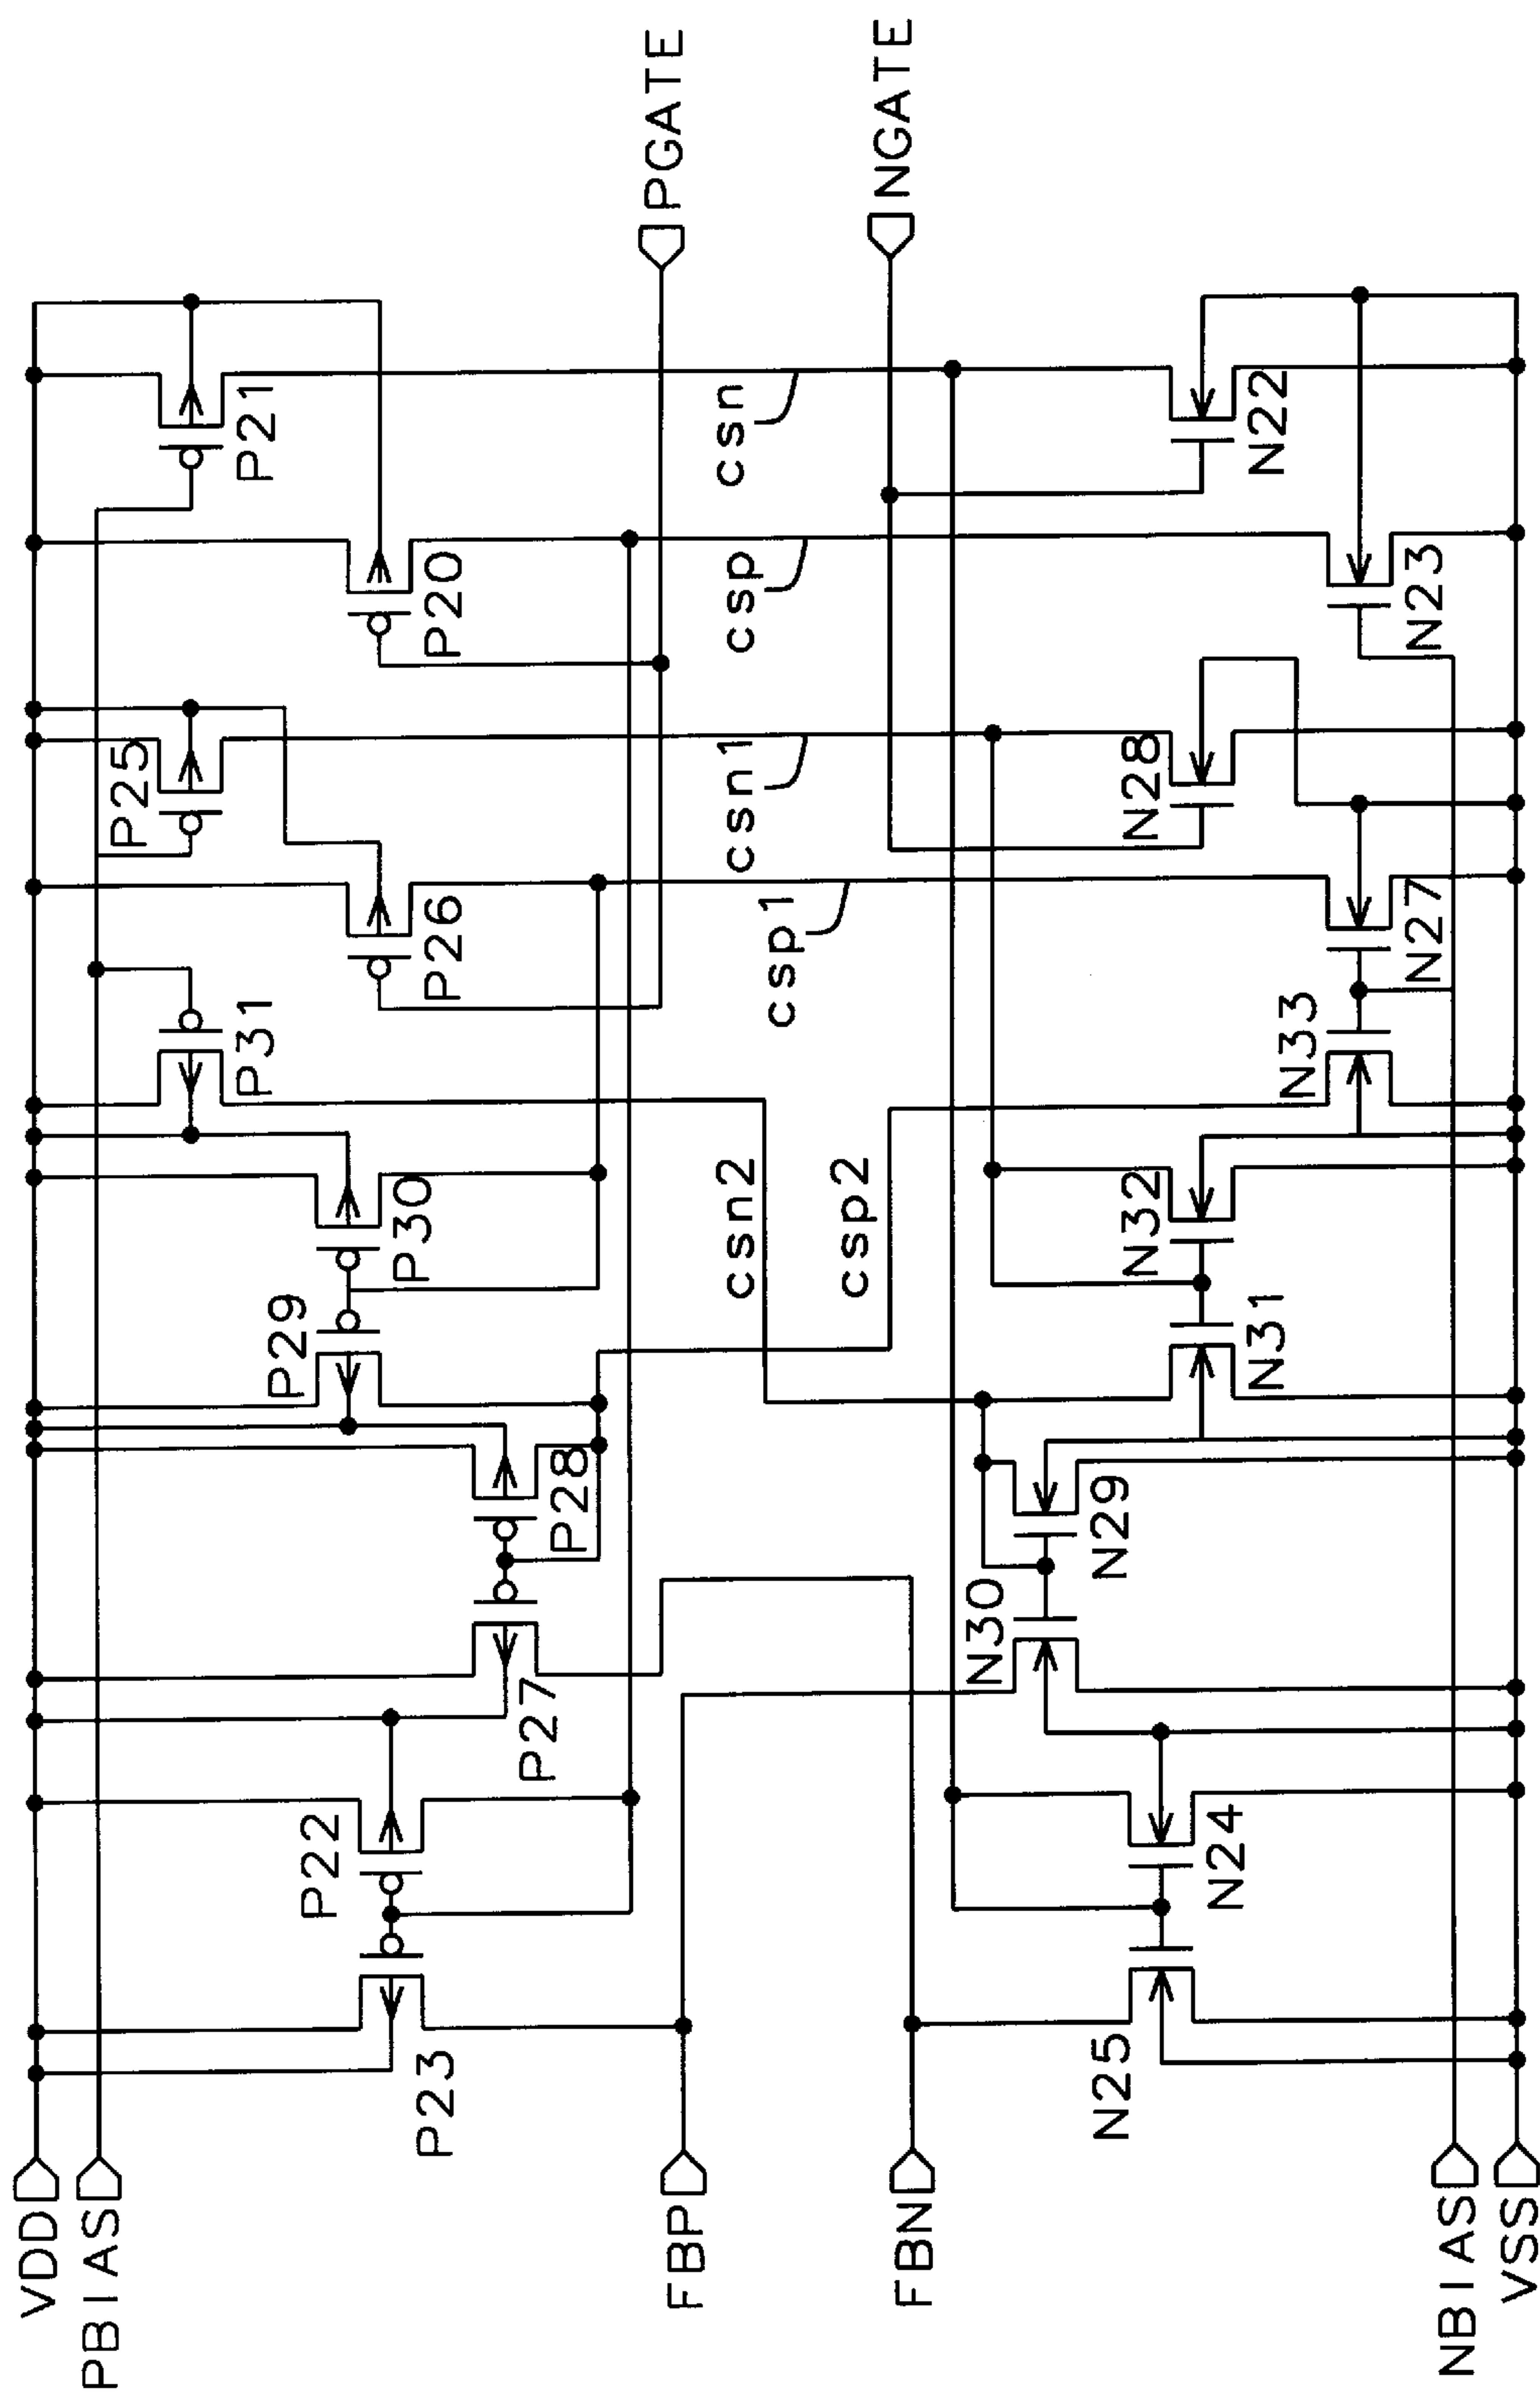 VDD
PBIAS
FBP
FBN
NBIAS
VSS
P23
P22
P27
P28
P29
P30
P31
P26
P25
P20
P21
PGATE
NGATE
csn
csp
csn1
csp1
csn2
csp2
N25
N24
N30
N29
N31
N32
N33
N27
N28
N23
N22